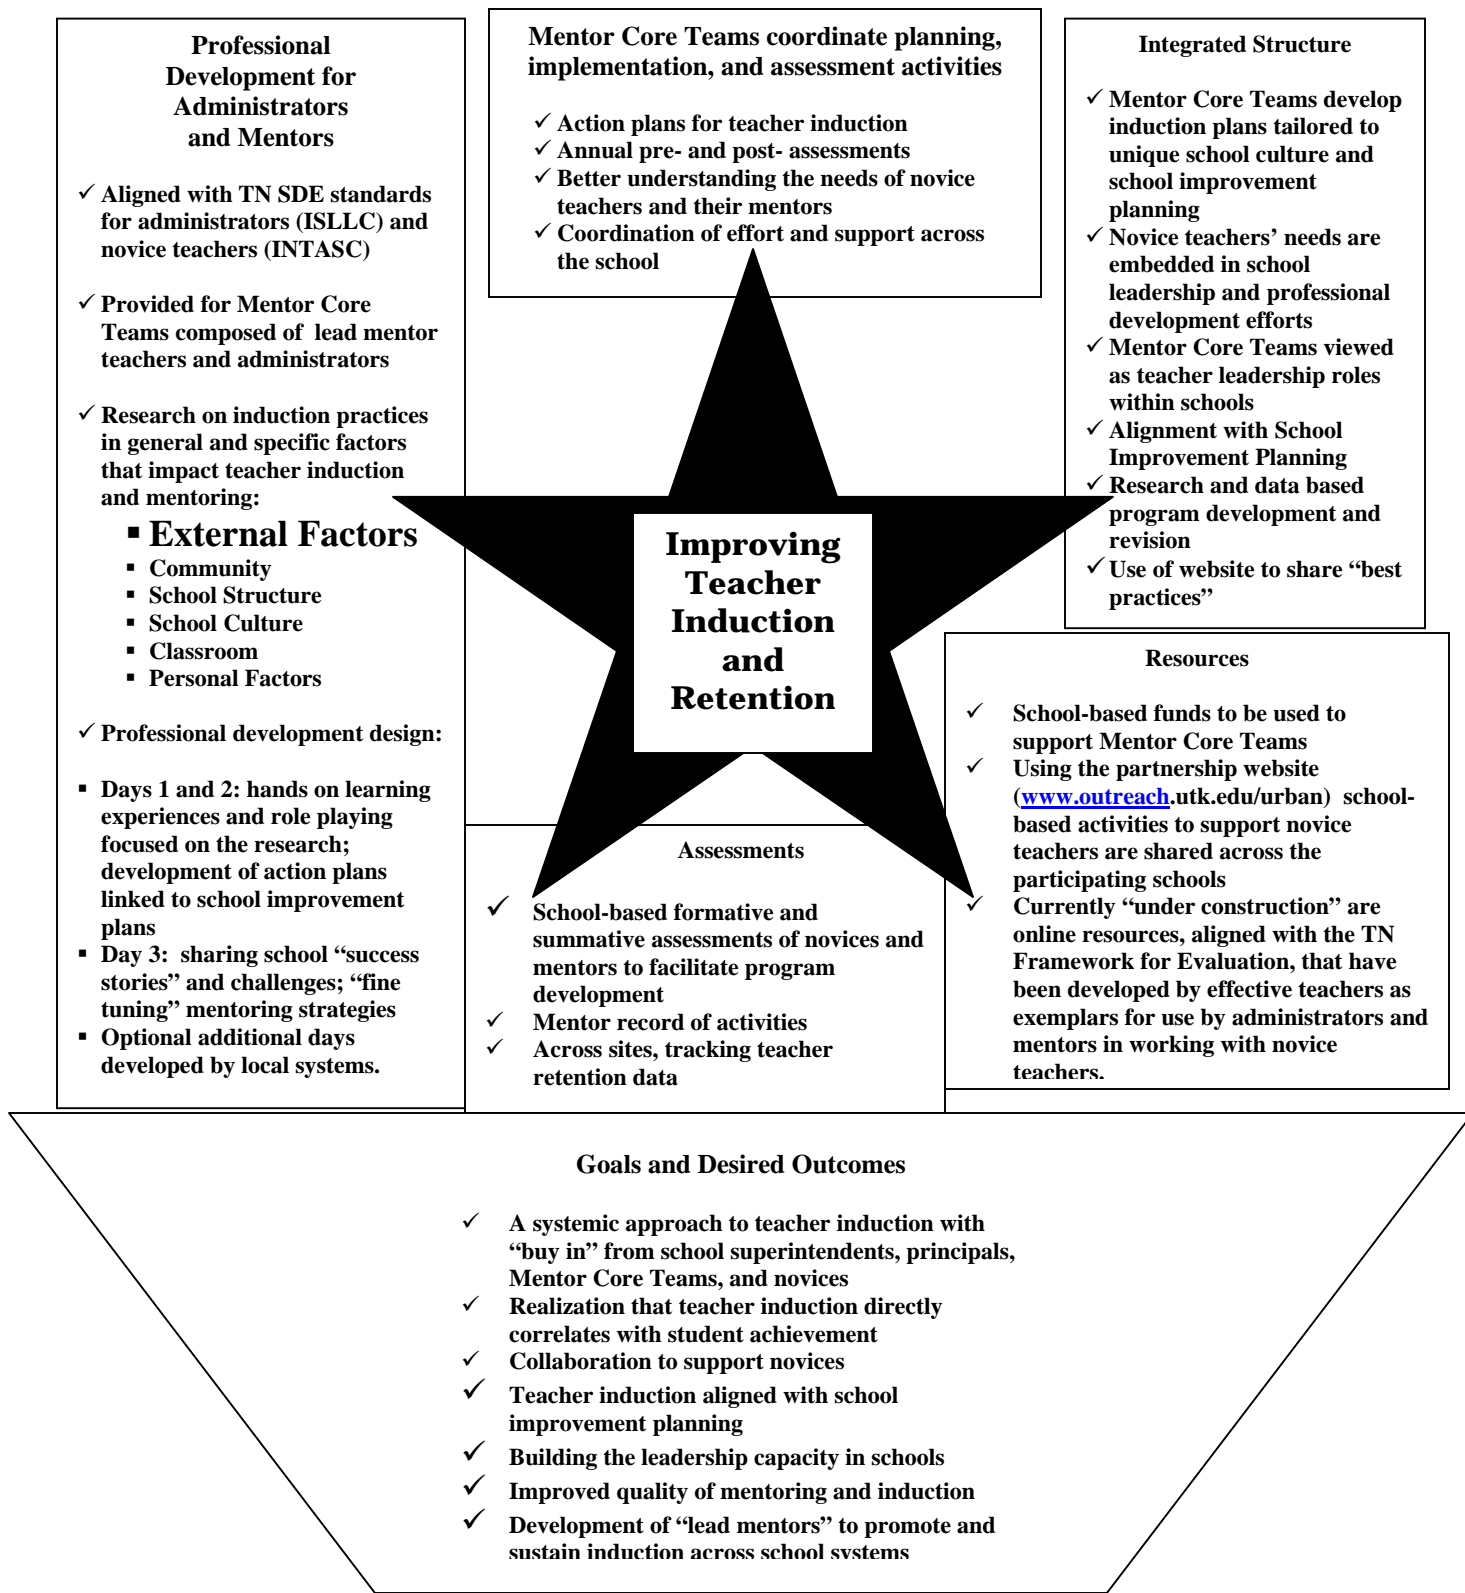 Professional
Development for
Administrators
and Mentors
✓ Aligned with TN SDE standards
for administrators (ISLLC) and
novice teachers (INTASC)
✓ Provided for Mentor Core
Teams composed of lead mentor
teachers and administrators
✓ Research on induction practices
in general and specific factors
that impact teacher induction
and mentoring:
▪ External Factors
▪ Community
▪ School Structure
▪ School Culture
▪ Classroom
▪ Personal Factors
✓ Professional development design:
▪ Days 1 and 2: hands on learning
experiences and role playing
focused on the research;
development of action plans
linked to school improvement
plans
▪ Day 3: sharing school “success
stories” and challenges; “fine
tuning” mentoring strategies
▪ Optional additional days
developed by local systems.
Mentor Core Teams coordinate planning,
implementation, and assessment activities
✓ Action plans for teacher induction
✓ Annual pre- and post- assessments
✓ Better understanding the needs of novice
teachers and their mentors
✓ Coordination of effort and support across
the school
Integrated Structure
✓ Mentor Core Teams develop
induction plans tailored to
unique school culture and
school improvement
planning
✓ Novice teachers’ needs are
embedded in school
leadership and professional
development efforts
✓ Mentor Core Teams viewed
as teacher leadership roles
within schools
✓ Alignment with School
Improvement Planning
✓ Research and data based
program development and
revision
✓ Use of website to share “best
practices”
Improving
Teacher
Induction
and
Retention
Resources
✓ School-based funds to be used to
support Mentor Core Teams
✓ Using the partnership website
(www.outreach.utk.edu/urban) school-
based activities to support novice
teachers are shared across the
participating schools
✓ Currently “under construction” are
online resources, aligned with the TN
Framework for Evaluation, that have
been developed by effective teachers as
exemplars for use by administrators and
mentors in working with novice
teachers.
Assessments
✓ School-based formative and
summative assessments of novices and
mentors to facilitate program
development
✓ Mentor record of activities
✓ Across sites, tracking teacher
retention data
Goals and Desired Outcomes
✓ A systemic approach to teacher induction with
“buy in” from school superintendents, principals,
Mentor Core Teams, and novices
✓ Realization that teacher induction directly
correlates with student achievement
✓ Collaboration to support novices
✓ Teacher induction aligned with school
improvement planning
✓ Building the leadership capacity in schools
✓ Improved quality of mentoring and induction
✓ Development of “lead mentors” to promote and
sustain induction across school systems